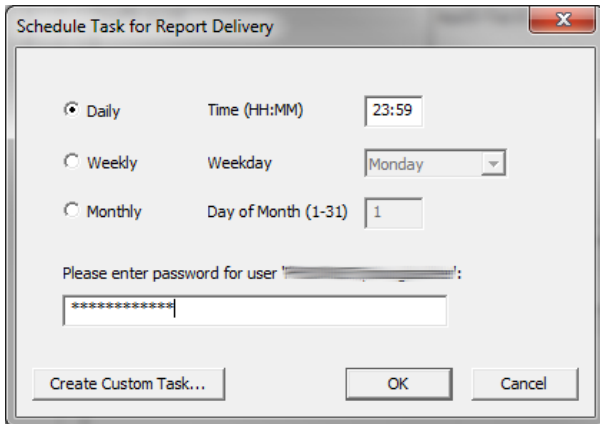 Schedule Task for Report Delivery
Daily Time (HH:MM) 23:59
Weekly Weekday Monday
Monthly Day of Month (1-31) 1
Please enter password for user '':
************
Create Custom Task... OK Cancel